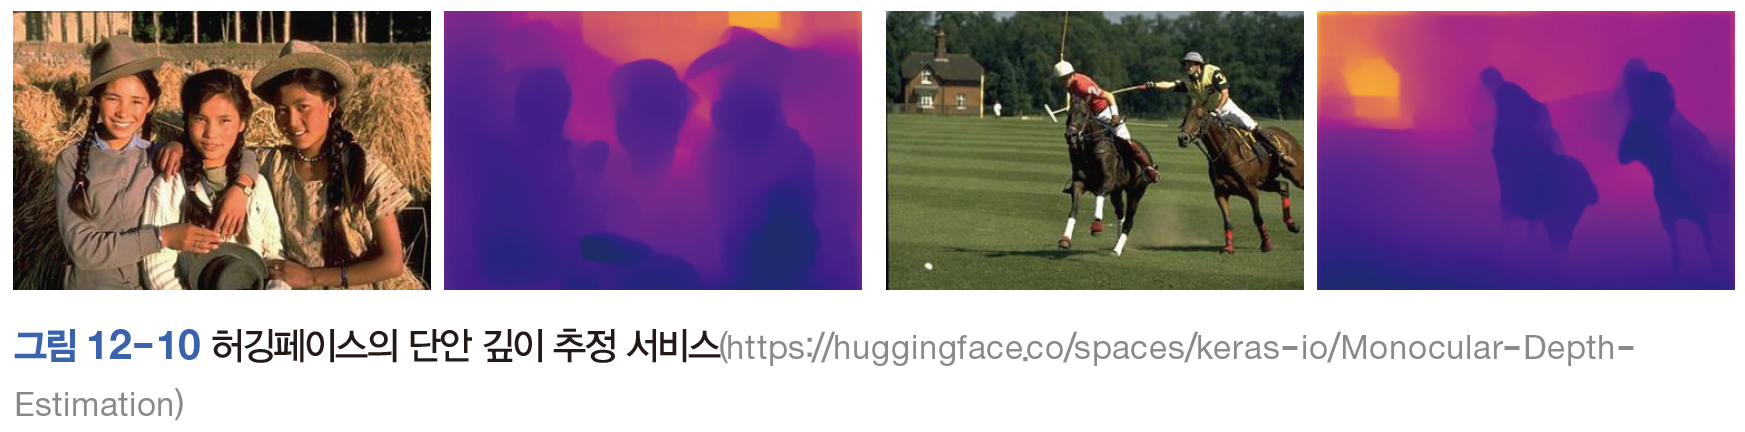 그림 12-10 허깅페이스의 단안 깊이 추정 서비스(https://huggingface.co/spaces/keras-io/Monocular-Depth-
Estimation)